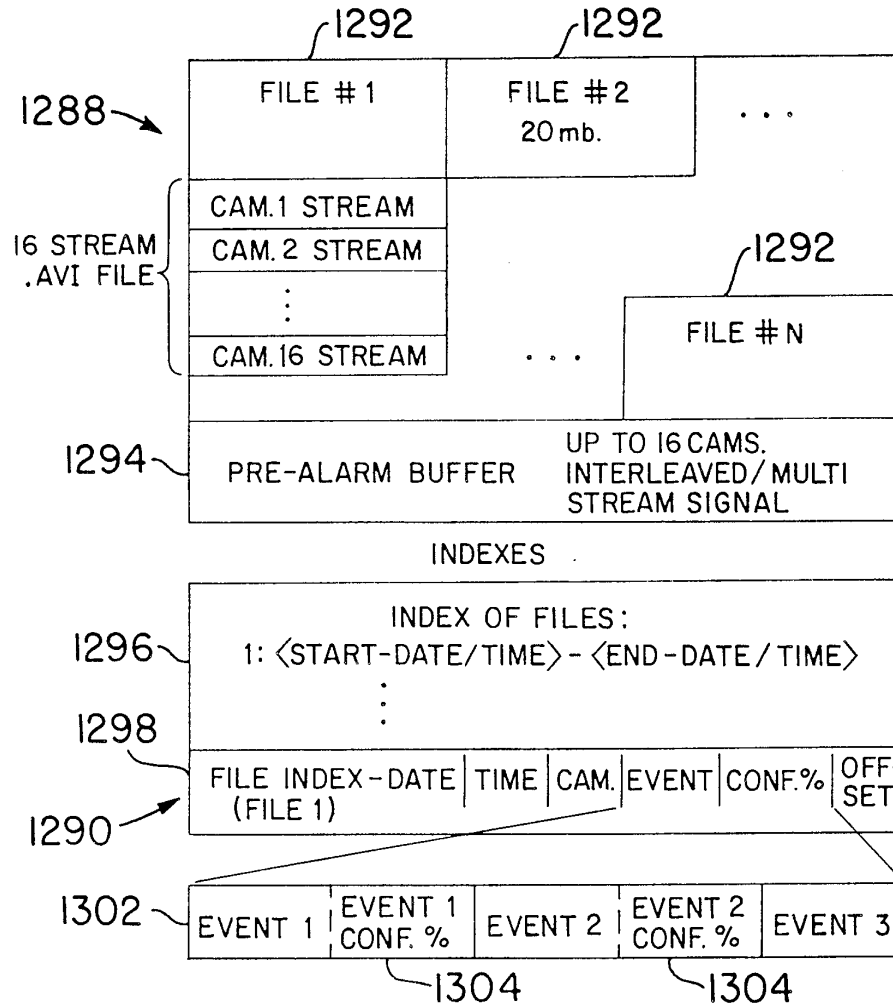 1292 1292
FILE #1 FILE #2
20mb.
. . .
1288
16 STREAM
.AVI FILE
CAM.1 STREAM
CAM. 2 STREAM
CAM.16 STREAM
. . .
1292
FILE #N
1294
PRE-ALARM BUFFER
UP TO 16 CAMS.
INTERLEAVED/MULTI
STREAM SIGNAL
INDEXES
1296
INDEX OF FILES:
1: <START-DATE/TIME>-<END-DATE/TIME>
1298
1290
FILE INDEX-DATE
(FILE 1)
TIME
CAM.
EVENT
CONF.%
OFF-
SET
1302
EVENT 1
EVENT 1
CONF. %
EVENT 2
EVENT 2
CONF. %
EVENT 3
1304 1304